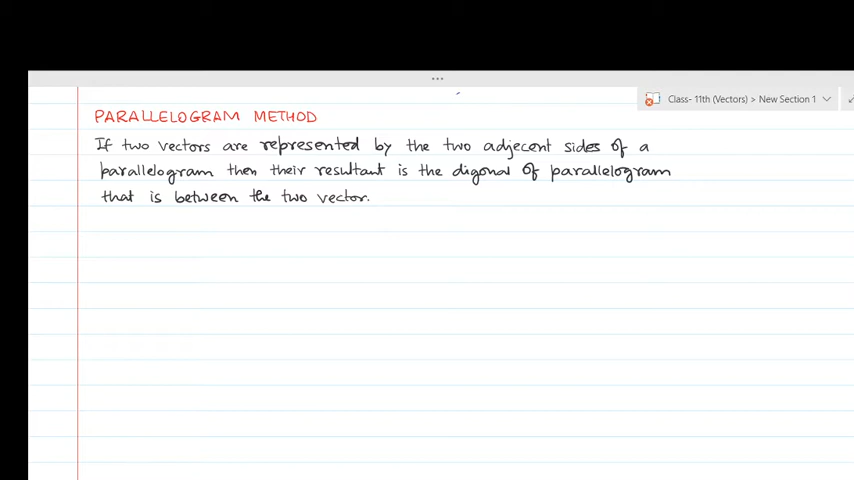 Class- 11th (Vectors) > New Section 1
PARALLELOGRAM METHOD
If two vectors are represented by the two adjecent sides of a
parallelogram then their resultant is the digonal of parallelogram
that is between the two vector.